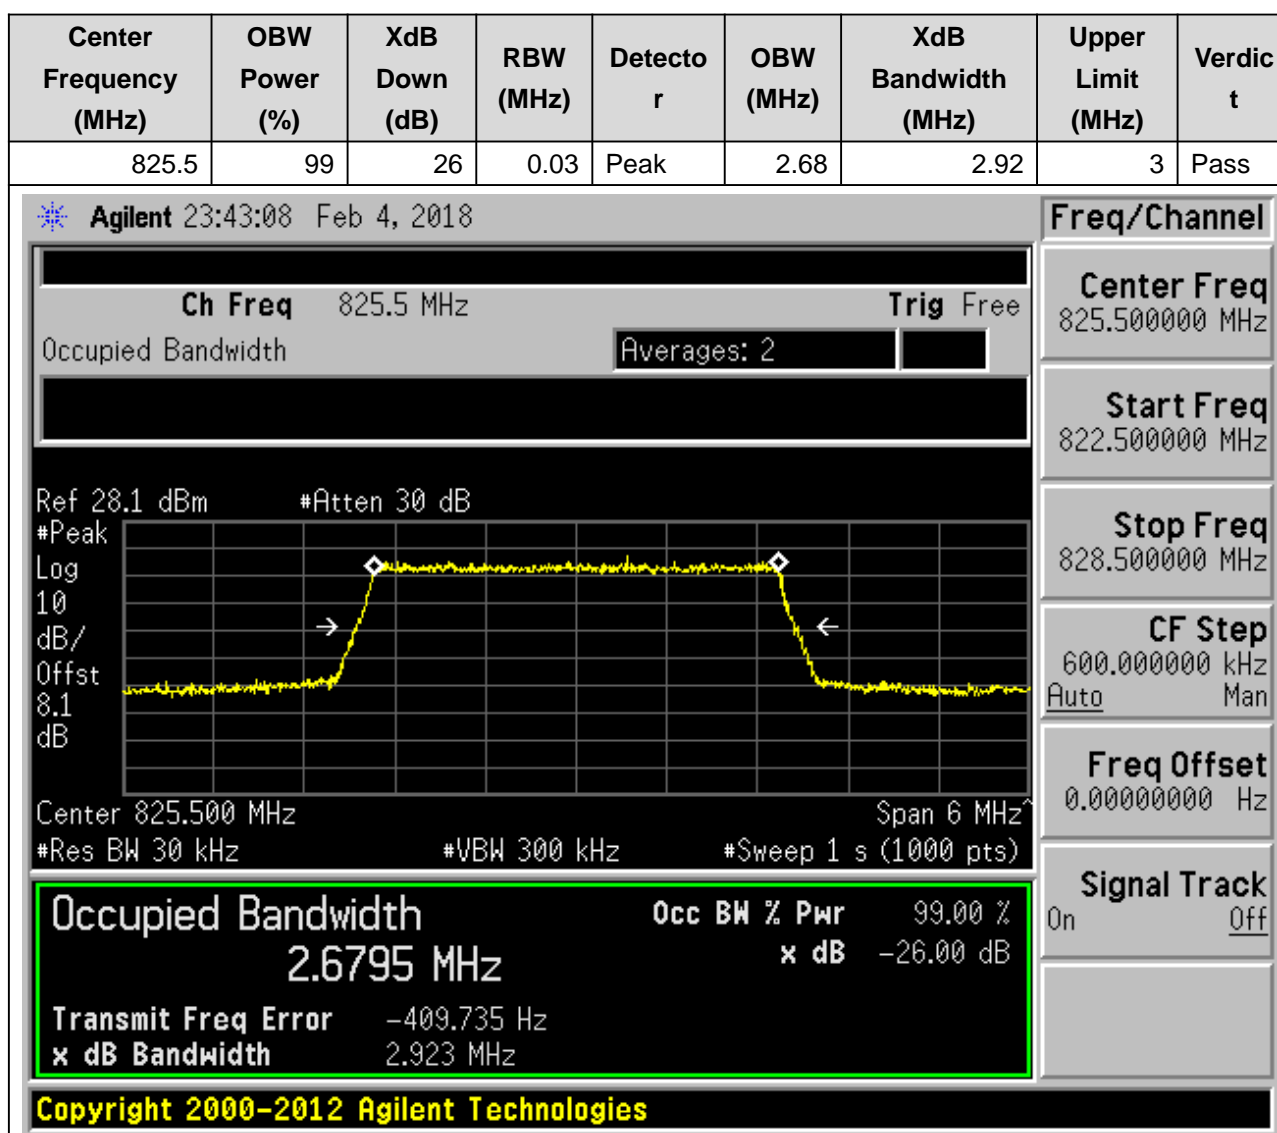 Center Frequency (MHz) OBW Power (%) XdB Down (dB) RBW (MHz) Detector OBW (MHz) XdB Bandwidth (MHz) Upper Limit (MHz) Verdict
825.5 99 26 0.03 Peak 2.68 2.92 3 Pass
Agilent 23:43:08 Feb 4, 2018
Freq/Channel
Ch Freq 825.5 MHz Trig Free
Occupied Bandwidth Averages: 2
Center Freq
825.500000 MHz
Start Freq
822.500000 MHz
Stop Freq
828.500000 MHz
CF Step
600.000000 kHz
Auto Man
Freq Offset
0.00000000 Hz
Signal Track
On Off
Ref 28.1 dBm #Atten 30 dB
#Peak
Log
10
dB/
Offst
8.1
dB
Center 825.500 MHz Span 6 MHz^
#Res BW 30 kHz #VBW 300 kHz #Sweep 1 s (1000 pts)
Occupied Bandwidth Occ BW % Pwr 99.00 %
2.6795 MHz x dB -26.00 dB
Transmit Freq Error -409.735 Hz
x dB Bandwidth 2.923 MHz
Copyright 2000-2012 Agilent Technologies